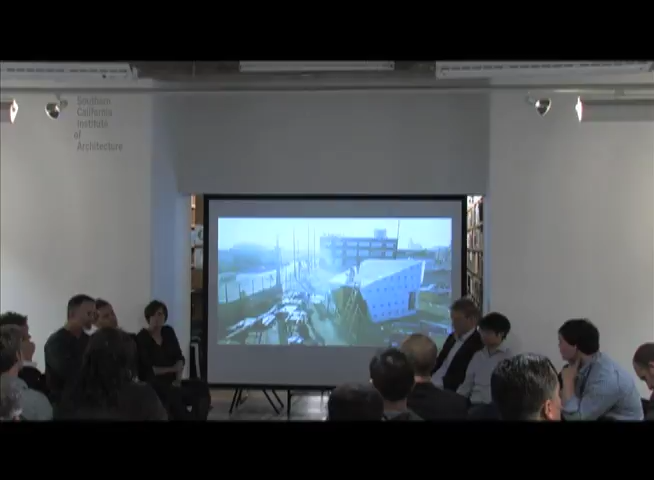 Southern
California
Institute
of
Architecture